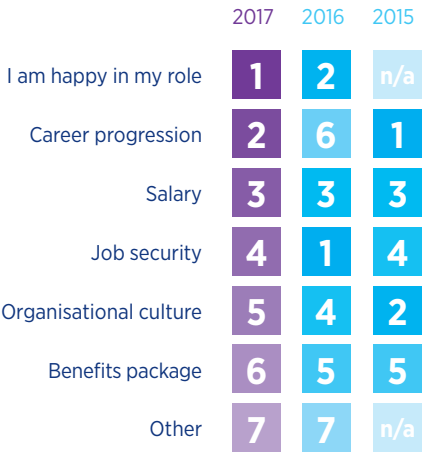 2017 2016 2015
I am happy in my role 1 2 n/a
Career progression 2 6 1
Salary 3 3 3
Job security 4 1 4
Organisational culture 5 4 2
Benefits package 6 5 5
Other 7 7 n/a